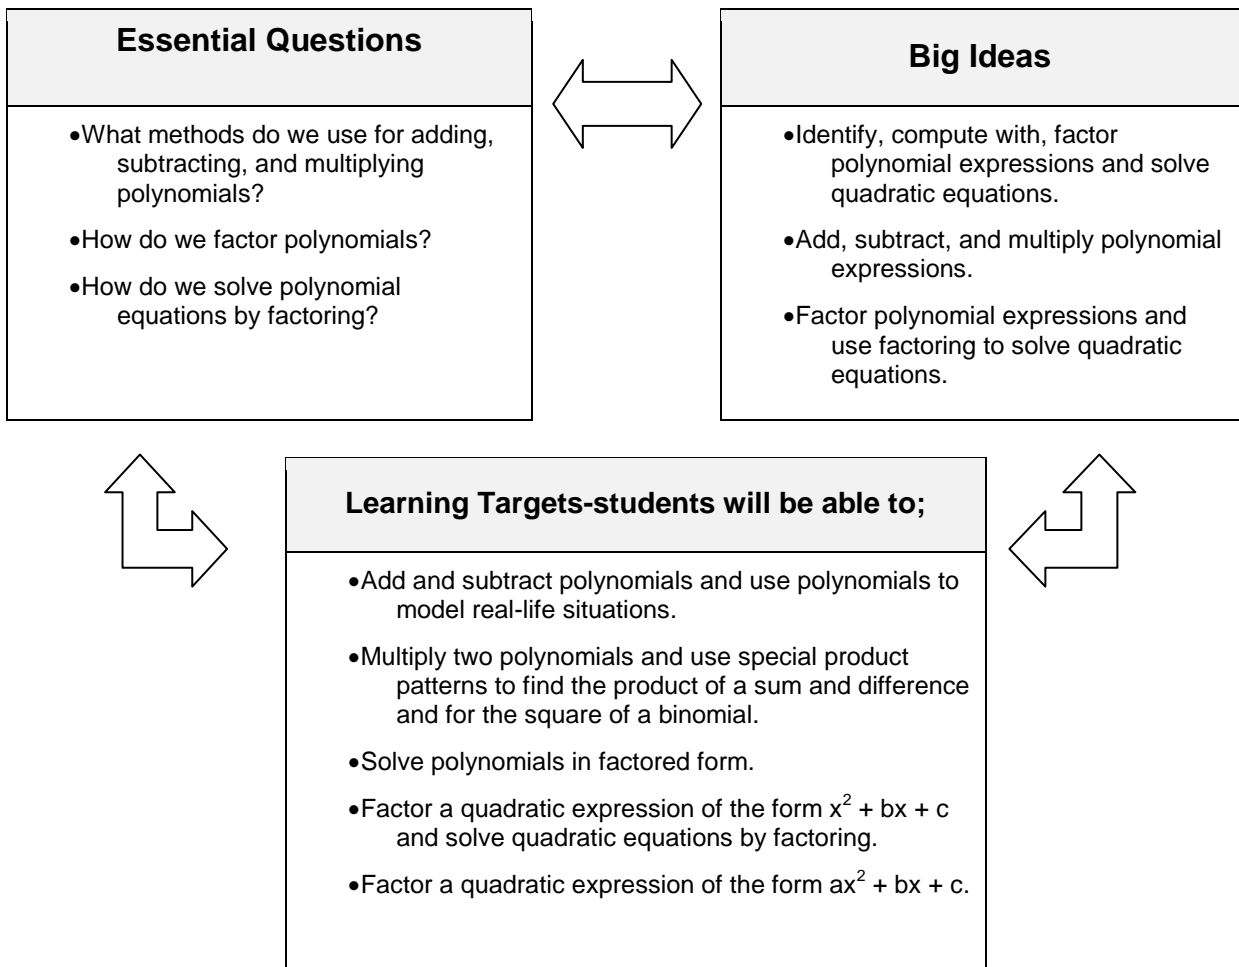 Essential Questions
•What methods do we use for adding,
subtracting, and multiplying
polynomials?
•How do we factor polynomials?
•How do we solve polynomial
equations by factoring?
Big Ideas
•Identify, compute with, factor
polynomial expressions and solve
quadratic equations.
•Add, subtract, and multiply polynomial
expressions.
•Factor polynomial expressions and
use factoring to solve quadratic
equations.
Learning Targets-students will be able to;
•Add and subtract polynomials and use polynomials to
model real-life situations.
•Multiply two polynomials and use special product
patterns to find the product of a sum and difference
and for the square of a binomial.
•Solve polynomials in factored form.
•Factor a quadratic expression of the form x² + bx + c
and solve quadratic equations by factoring.
•Factor a quadratic expression of the form ax² + bx + c.